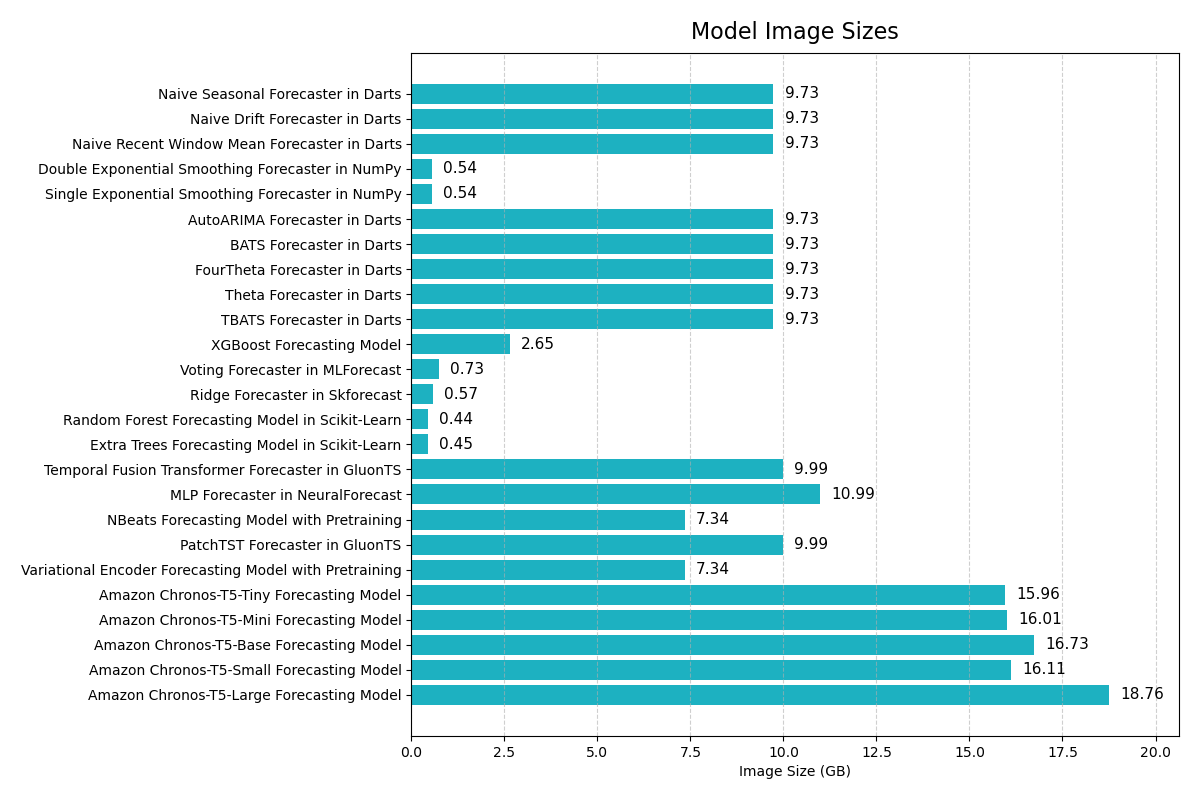 Model Image Sizes
Naive Seasonal Forecaster in Darts 9.73
Naive Drift Forecaster in Darts 9.73
Naive Recent Window Mean Forecaster in Darts 9.73
Double Exponential Smoothing Forecaster in NumPy 0.54
Single Exponential Smoothing Forecaster in NumPy 0.54
AutoARIMA Forecaster in Darts 9.73
BATS Forecaster in Darts 9.73
FourTheta Forecaster in Darts 9.73
Theta Forecaster in Darts 9.73
TBATS Forecaster in Darts 9.73
XGBoost Forecasting Model 2.65
Voting Forecaster in MLForecast 0.73
Ridge Forecaster in Skforecast 0.57
Random Forest Forecasting Model in Scikit-Learn 0.44
Extra Trees Forecasting Model in Scikit-Learn 0.45
Temporal Fusion Transformer Forecaster in GluonTS 9.99
MLP Forecaster in NeuralForecast 10.99
NBeats Forecasting Model with Pretraining 7.34
PatchTST Forecaster in GluonTS 9.99
Variational Encoder Forecasting Model with Pretraining 7.34
Amazon Chronos-T5-Tiny Forecasting Model 15.96
Amazon Chronos-T5-Mini Forecasting Model 16.01
Amazon Chronos-T5-Base Forecasting Model 16.73
Amazon Chronos-T5-Small Forecasting Model 16.11
Amazon Chronos-T5-Large Forecasting Model 18.76
0.0 2.5 5.0 7.5 10.0 12.5 15.0 17.5 20.0
Image Size (GB)